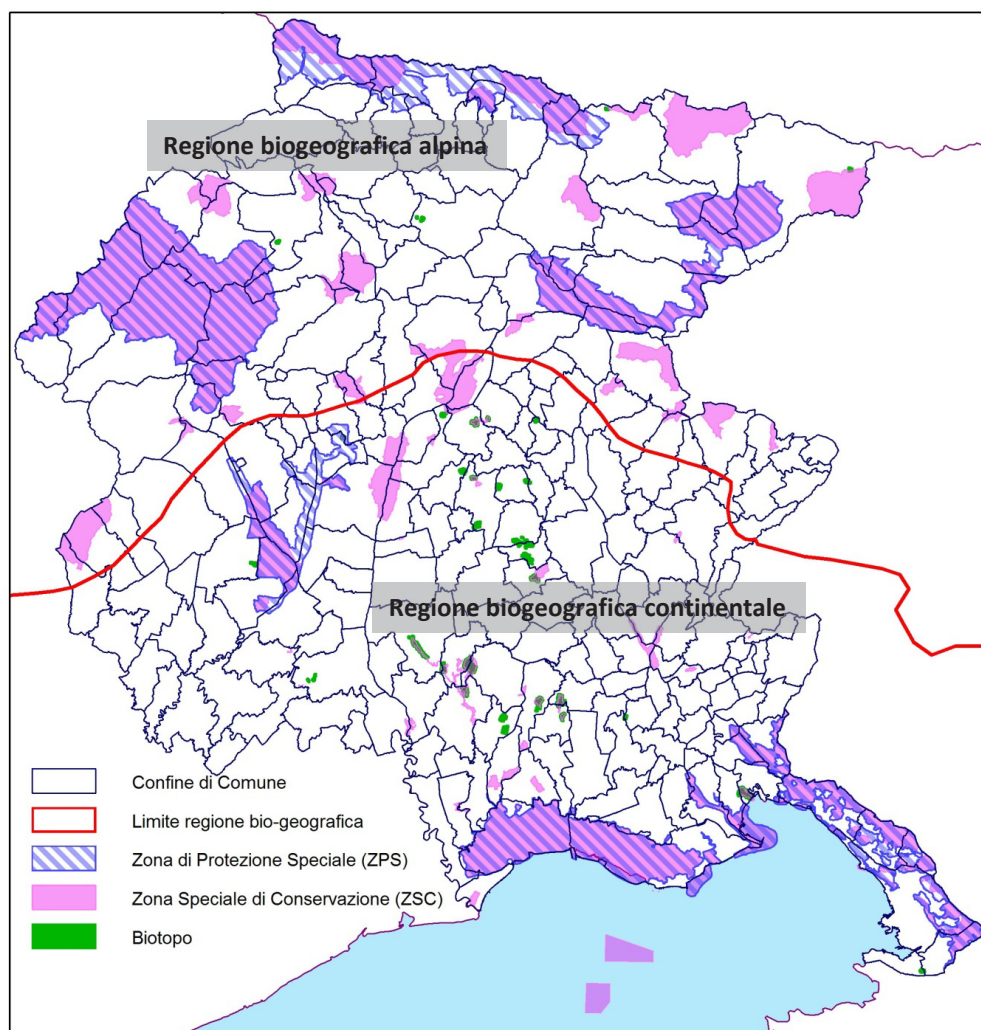 Regione biogeografica alpina
Regione biogeografica continentale
Confine di Comune
Limite regione bio-geografica
Zona di Protezione Speciale (ZPS)
Zona Speciale di Conservazione (ZSC)
Biotopo